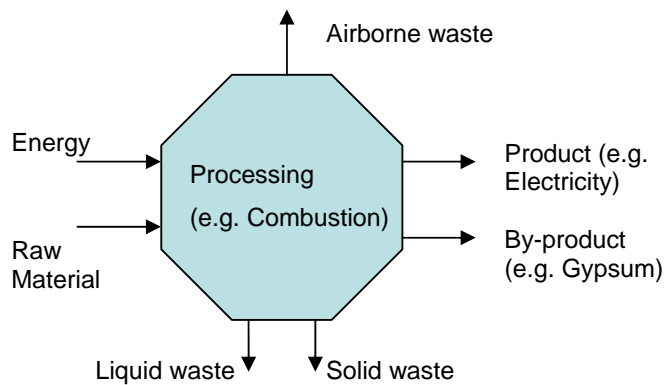 Airborne waste
Energy
Raw
Material
Processing
(e.g. Combustion)
Product (e.g.
Electricity)
By-product
(e.g. Gypsum)
Liquid waste
Solid waste